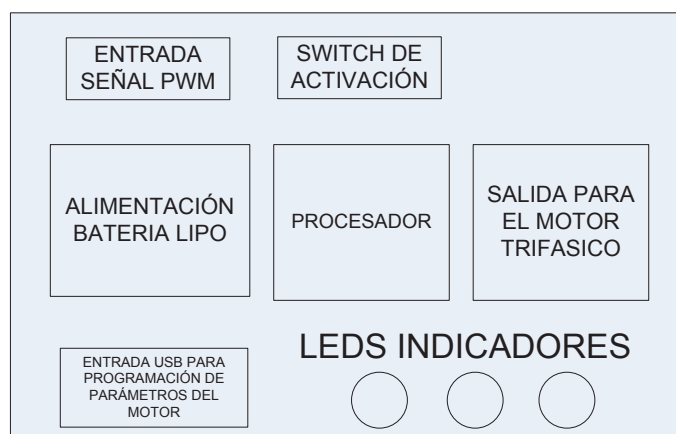 ENTRADA
SEÑAL PWM
SWITCH DE
ACTIVACIÓN
ALIMENTACIÓN
BATERIA LIPO
PROCESADOR
SALIDA PARA
EL MOTOR
TRIFASICO
ENTRADA USB PARA
PROGRAMACIÓN DE
PARÁMETROS DEL
MOTOR
LEDS INDICADORES